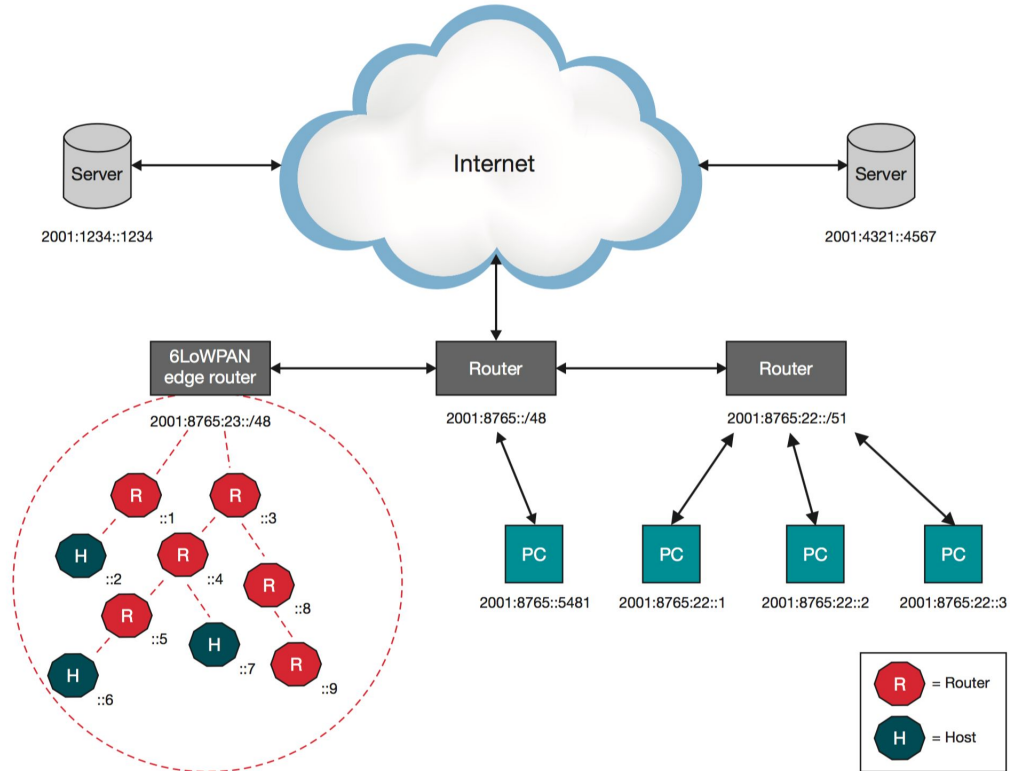 Internet
Server
Server
2001:1234::1234
2001:4321::4567
6LoWPAN
edge router
Router
Router
2001:8765:23::/48
2001:8765::/48
2001:8765:22::/51
R
R
::1
::3
H
R
::2
::4
R
::8
R
::5
H
::7
H
::6
R
::9
PC
PC
PC
PC
2001:8765::5481
2001:8765:22::1
2001:8765:22::2
2001:8765:22::3
R = Router
H = Host